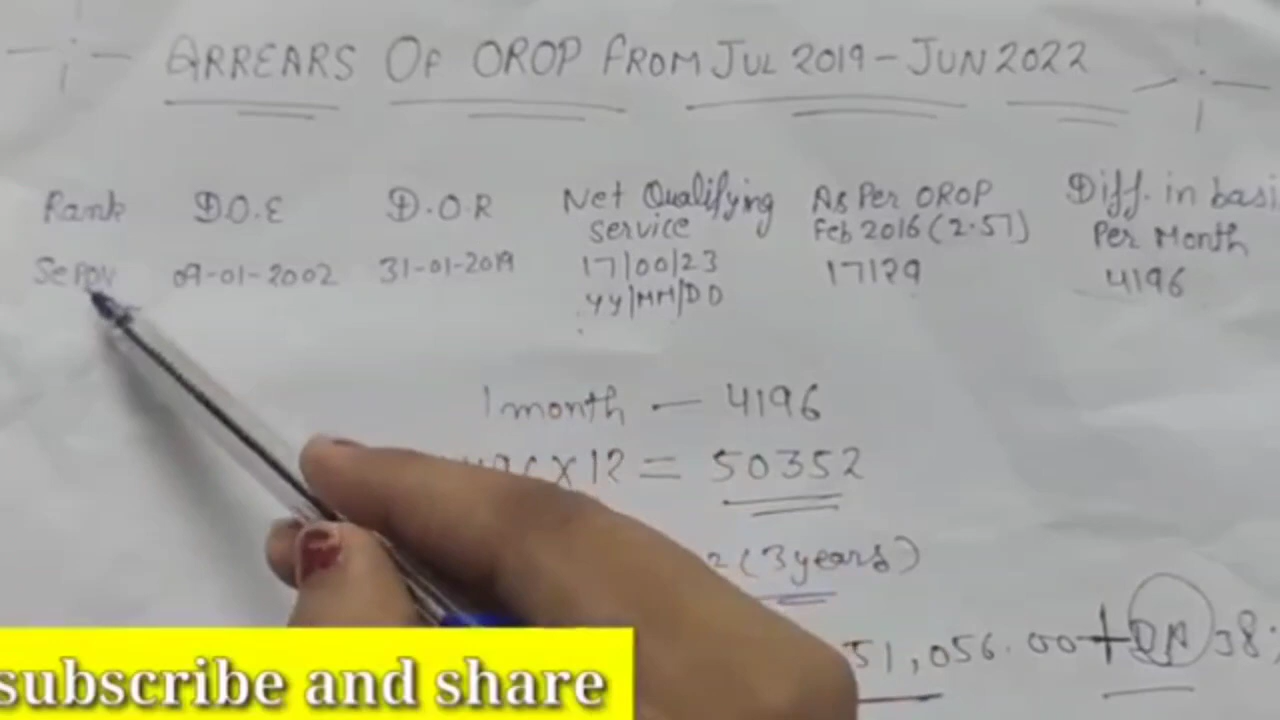 ARREARS OF OROP FROM JUL 2019 - JUN 2022
Rank D.O.E D.O.R Net Qualifying service As Per OROP Feb 2016 (2.57) Diff. in basi Per Month
09-01-2002 31-01-2019 17/00/23 17129 4196
YY/MM/DD
1 month — 4196
X 12 = 50352
2 (3 years)
51,056.00 + DA 38
subscribe and share